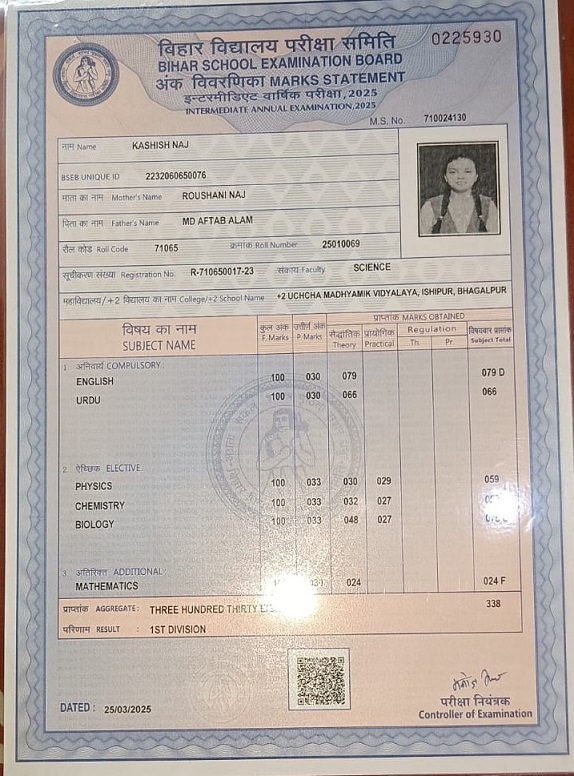 बिहार विद्यालय परीक्षा समिति
0225930
BIHAR SCHOOL EXAMINATION BOARD
अंक विवरणिका MARKS STATEMENT
इन्टरमीडिएट वार्षिक परीक्षा, 2025
INTERMEDIATE ANNUAL EXAMINATION, 2025
M.S. No. 710024130
नाम Name KASHISH NAJ
BSEB UNIQUE ID 2232060650076
माता का नाम Mother's Name ROUSHANI NAJ
पिता का नाम Father's Name MD AFTAB ALAM
रौल कोड Roll Code 71065 क्रमांक Roll Number 25010069
सूचीकरण संख्या Registration No. R-710650017-23 संकाय Faculty SCIENCE
महाविद्यालय/+2 विद्यालय का नाम College/+2 School Name +2 UCHCHA MADHYAMIK VIDYALAYA, ISHIPUR, BHAGALPUR
विषय का नाम SUBJECT NAME
कुल अंक F. Marks
उत्तीर्ण अंक P. Marks
प्राप्तांक MARKS OBTAINED
सैद्धांतिक Theory
प्रायोगिक Practical
Regulation
Th. Pr
विषयवार प्राप्तांक Subject Total
1. अनिवार्य COMPULSORY :
ENGLISH 100 030 079 079 D
URDU 100 030 066 066
2. ऐच्छिक ELECTIVE :
PHYSICS 100 033 030 029 059
CHEMISTRY 100 033 032 027
BIOLOGY 100 033 048 027
3. अतिरिक्त ADDITIONAL :
MATHEMATICS 024 024 F
प्राप्तांक AGGREGATE : THREE HUNDRED THIRTY 338
परिणाम RESULT : 1ST DIVISION
DATED : 25/03/2025
परीक्षा नियंत्रक
Controller of Examination